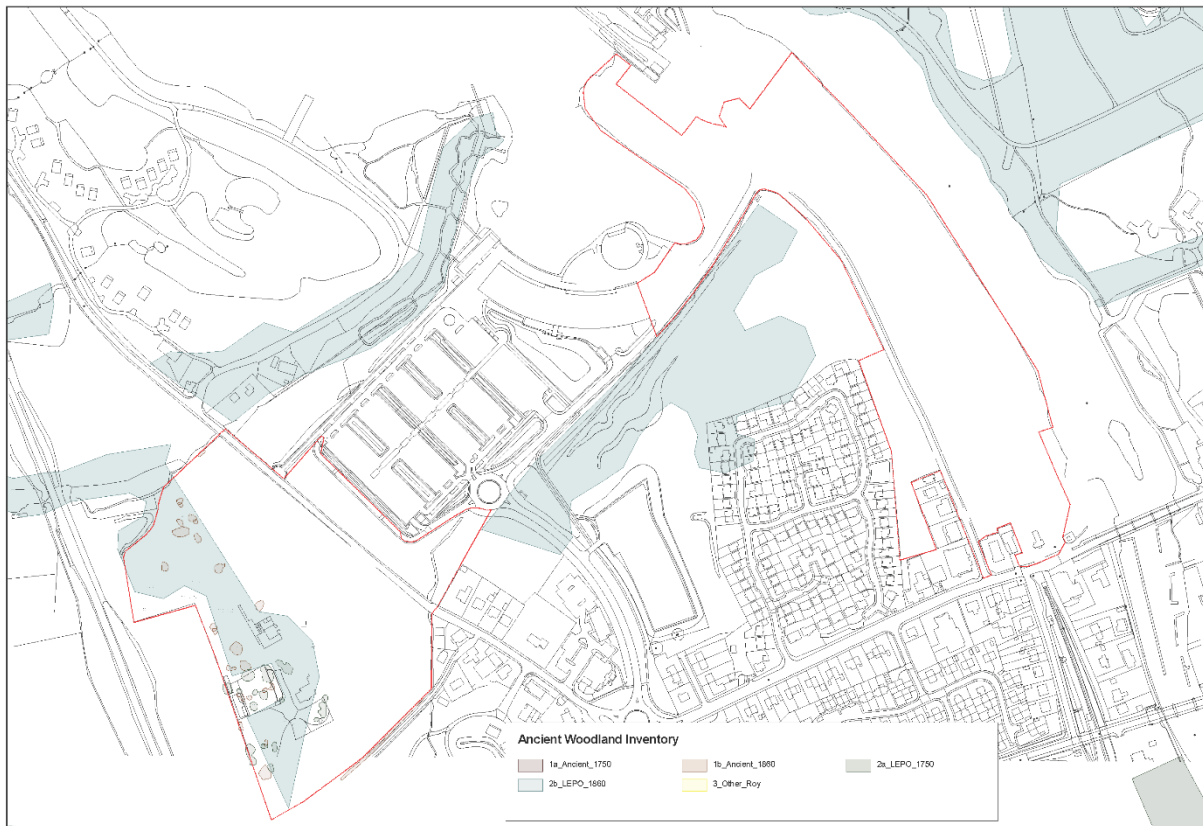 Ancient Woodland Inventory
1a_Ancient_1750 1b_Ancient_1860 2a_LEPO_1750
2b_LEPO_1860 3_Other_Roy